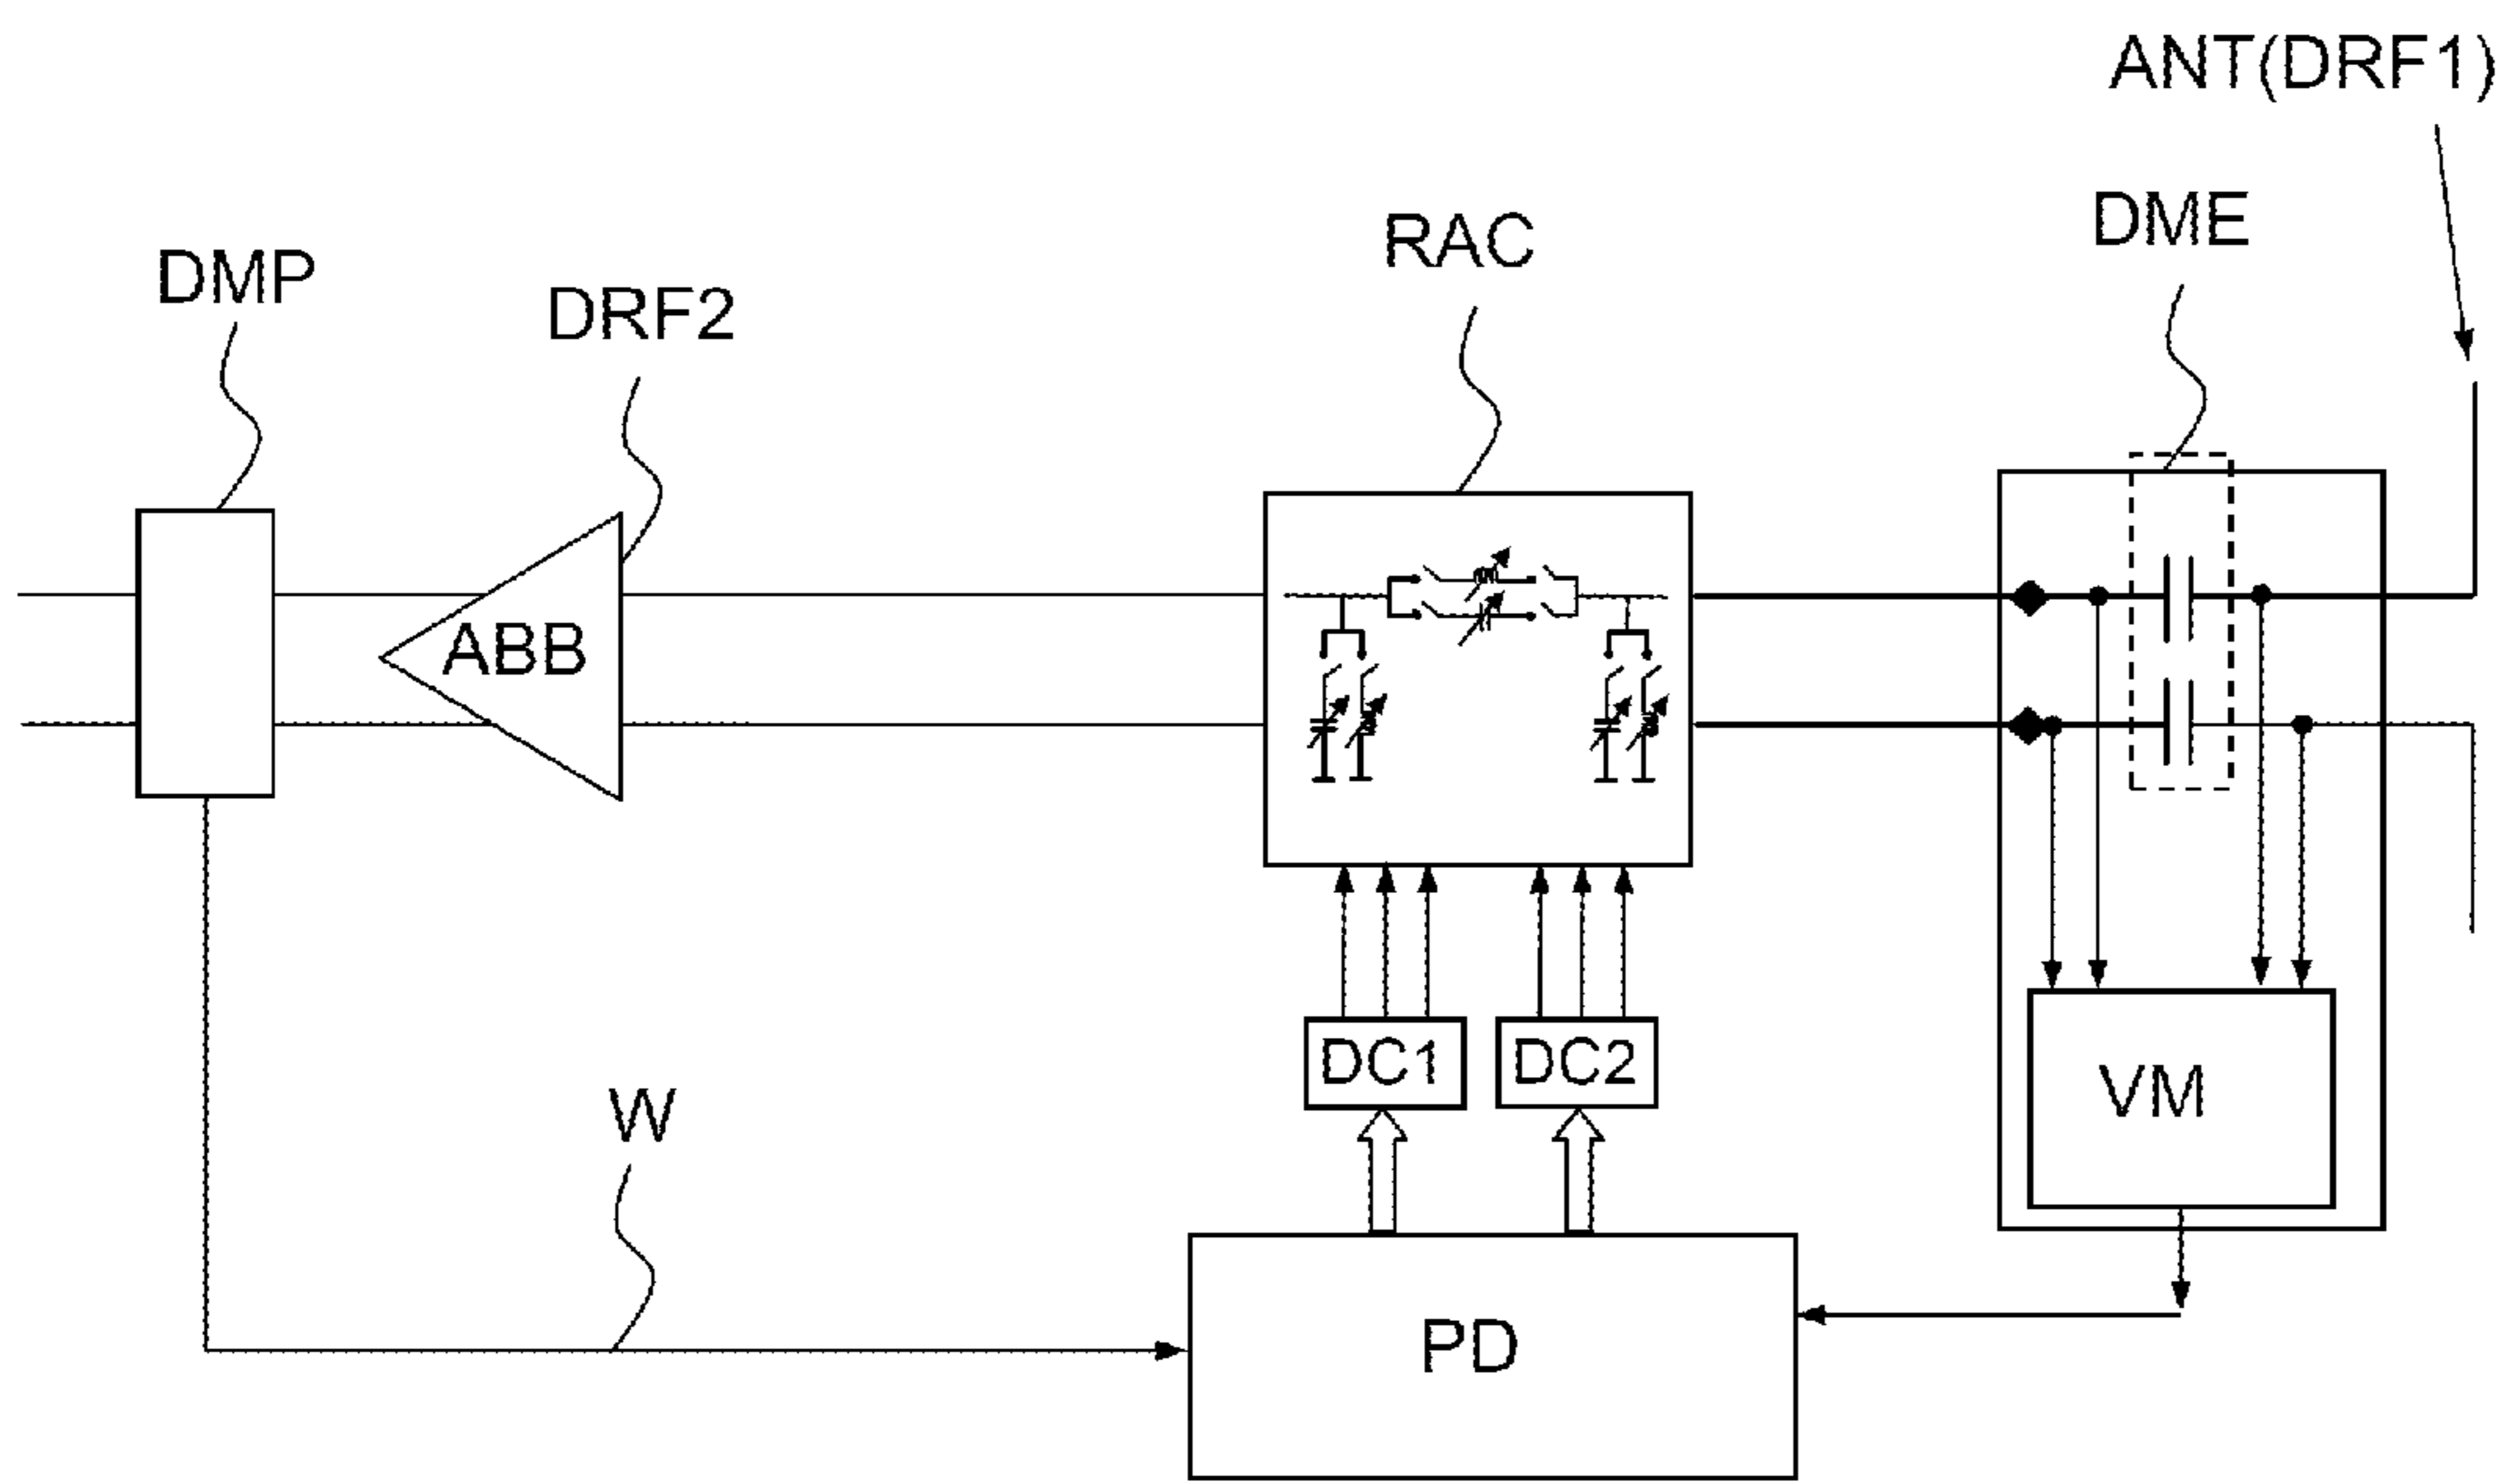 ANT(DRF1)
DME
RAC
DMP
DRF2
ABB
DC1
DC2
VM
W
PD